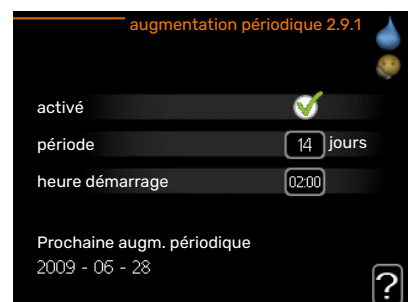 augmentation périodique 2.9.1
activé
période 14 jours
heure démarrage 02:00
Prochaine augm. périodique
2009 - 06 - 28
?